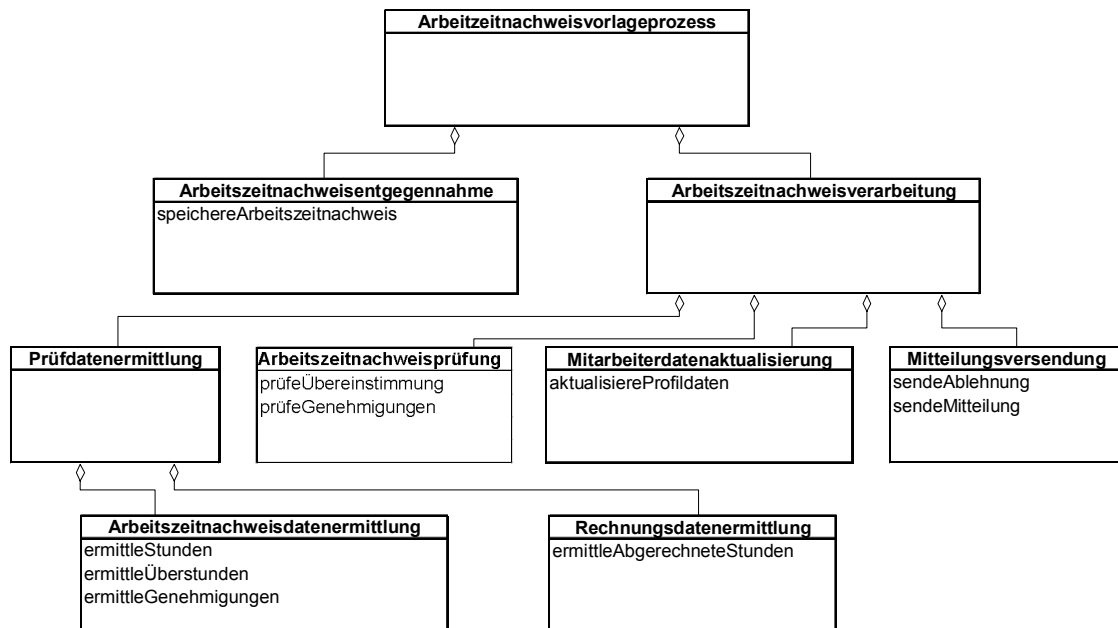 Arbeitzeitnachweisvorlageprozess
Arbeitszeitnachweisentgegennahme
speichereArbeitszeitnachweis
Arbeitszeitnachweisverarbeitung
Prüfdatenermittlung
Arbeitszeitnachweisprüfung
prüfeÜbereinstimmung
prüfeGenehmigungen
Mitarbeiterdatenaktualisierung
aktualisiereProfildaten
Mitteilungsversendung
sendeAblehnung
sendeMitteilung
Arbeitszeitnachweisdatenermittlung
ermittleStunden
ermittleÜberstunden
ermittleGenehmigungen
Rechnungsdatenermittlung
ermittleAbgerechneteStunden